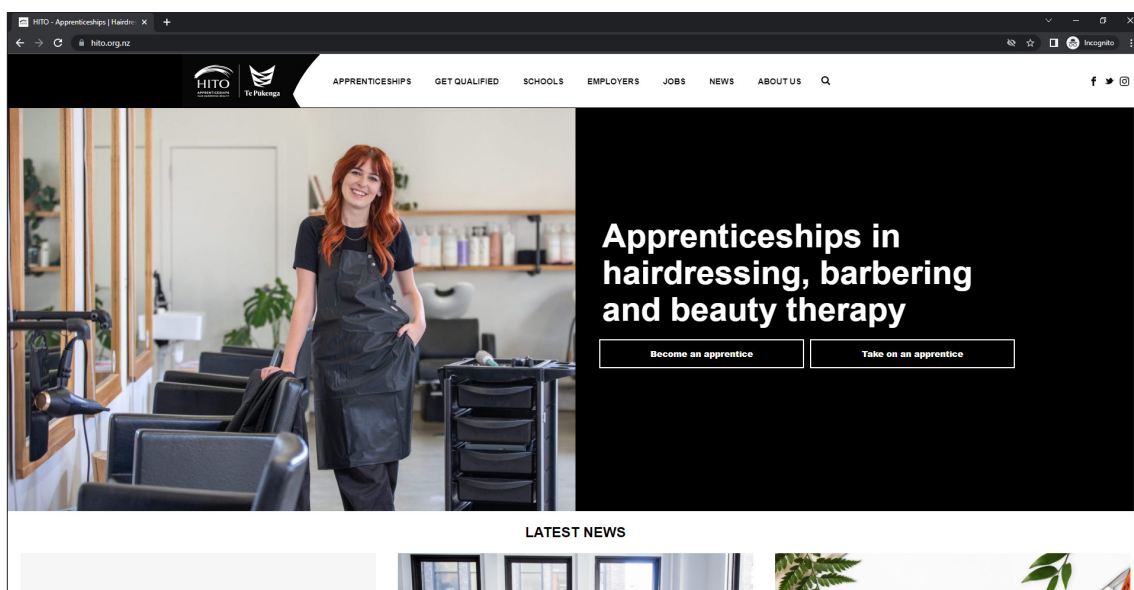 HITO - Apprenticeships | Hairdre
hito.org.nz
Incognito
HITO
Te Pūkenga
APPRENTICESHIPS
GET QUALIFIED
SCHOOLS
EMPLOYERS
JOBS
NEWS
ABOUT US
Apprenticeships in
hairdressing, barbering
and beauty therapy
Become an apprentice
Take on an apprentice
LATEST NEWS